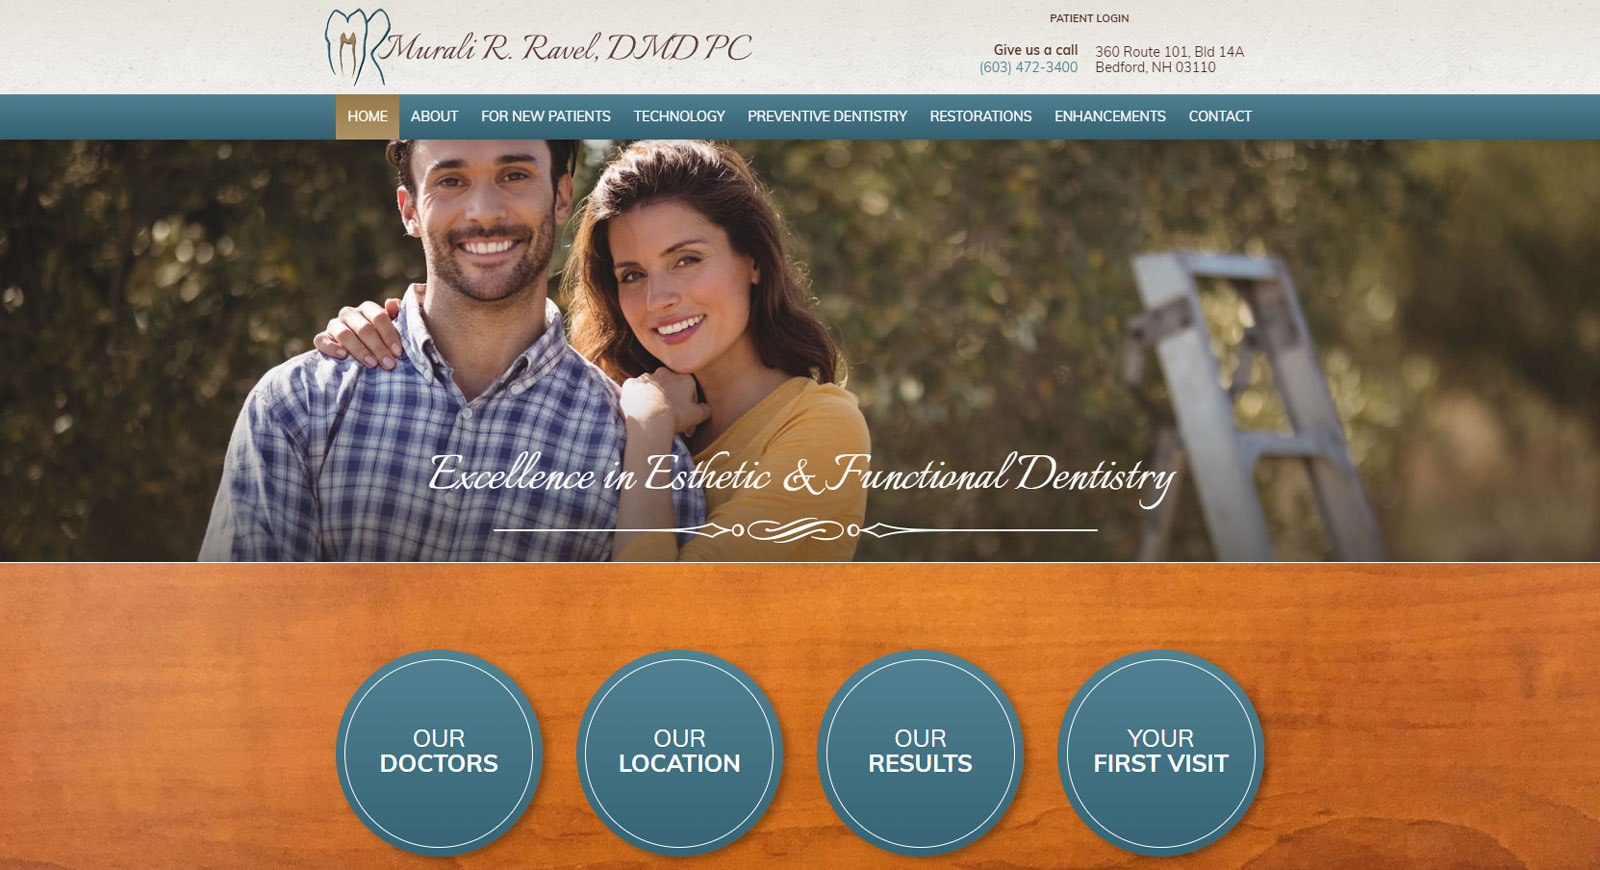 Murali R. Ravel, DMD PC
PATIENT LOGIN
Give us a call
(603) 472-3400
360 Route 101, Bld 14A
Bedford, NH 03110
HOME ABOUT FOR NEW PATIENTS TECHNOLOGY PREVENTIVE DENTISTRY RESTORATIONS ENHANCEMENTS CONTACT
Excellence in Esthetic & Functional Dentistry
OUR
DOCTORS
OUR
LOCATION
OUR
RESULTS
YOUR
FIRST VISIT